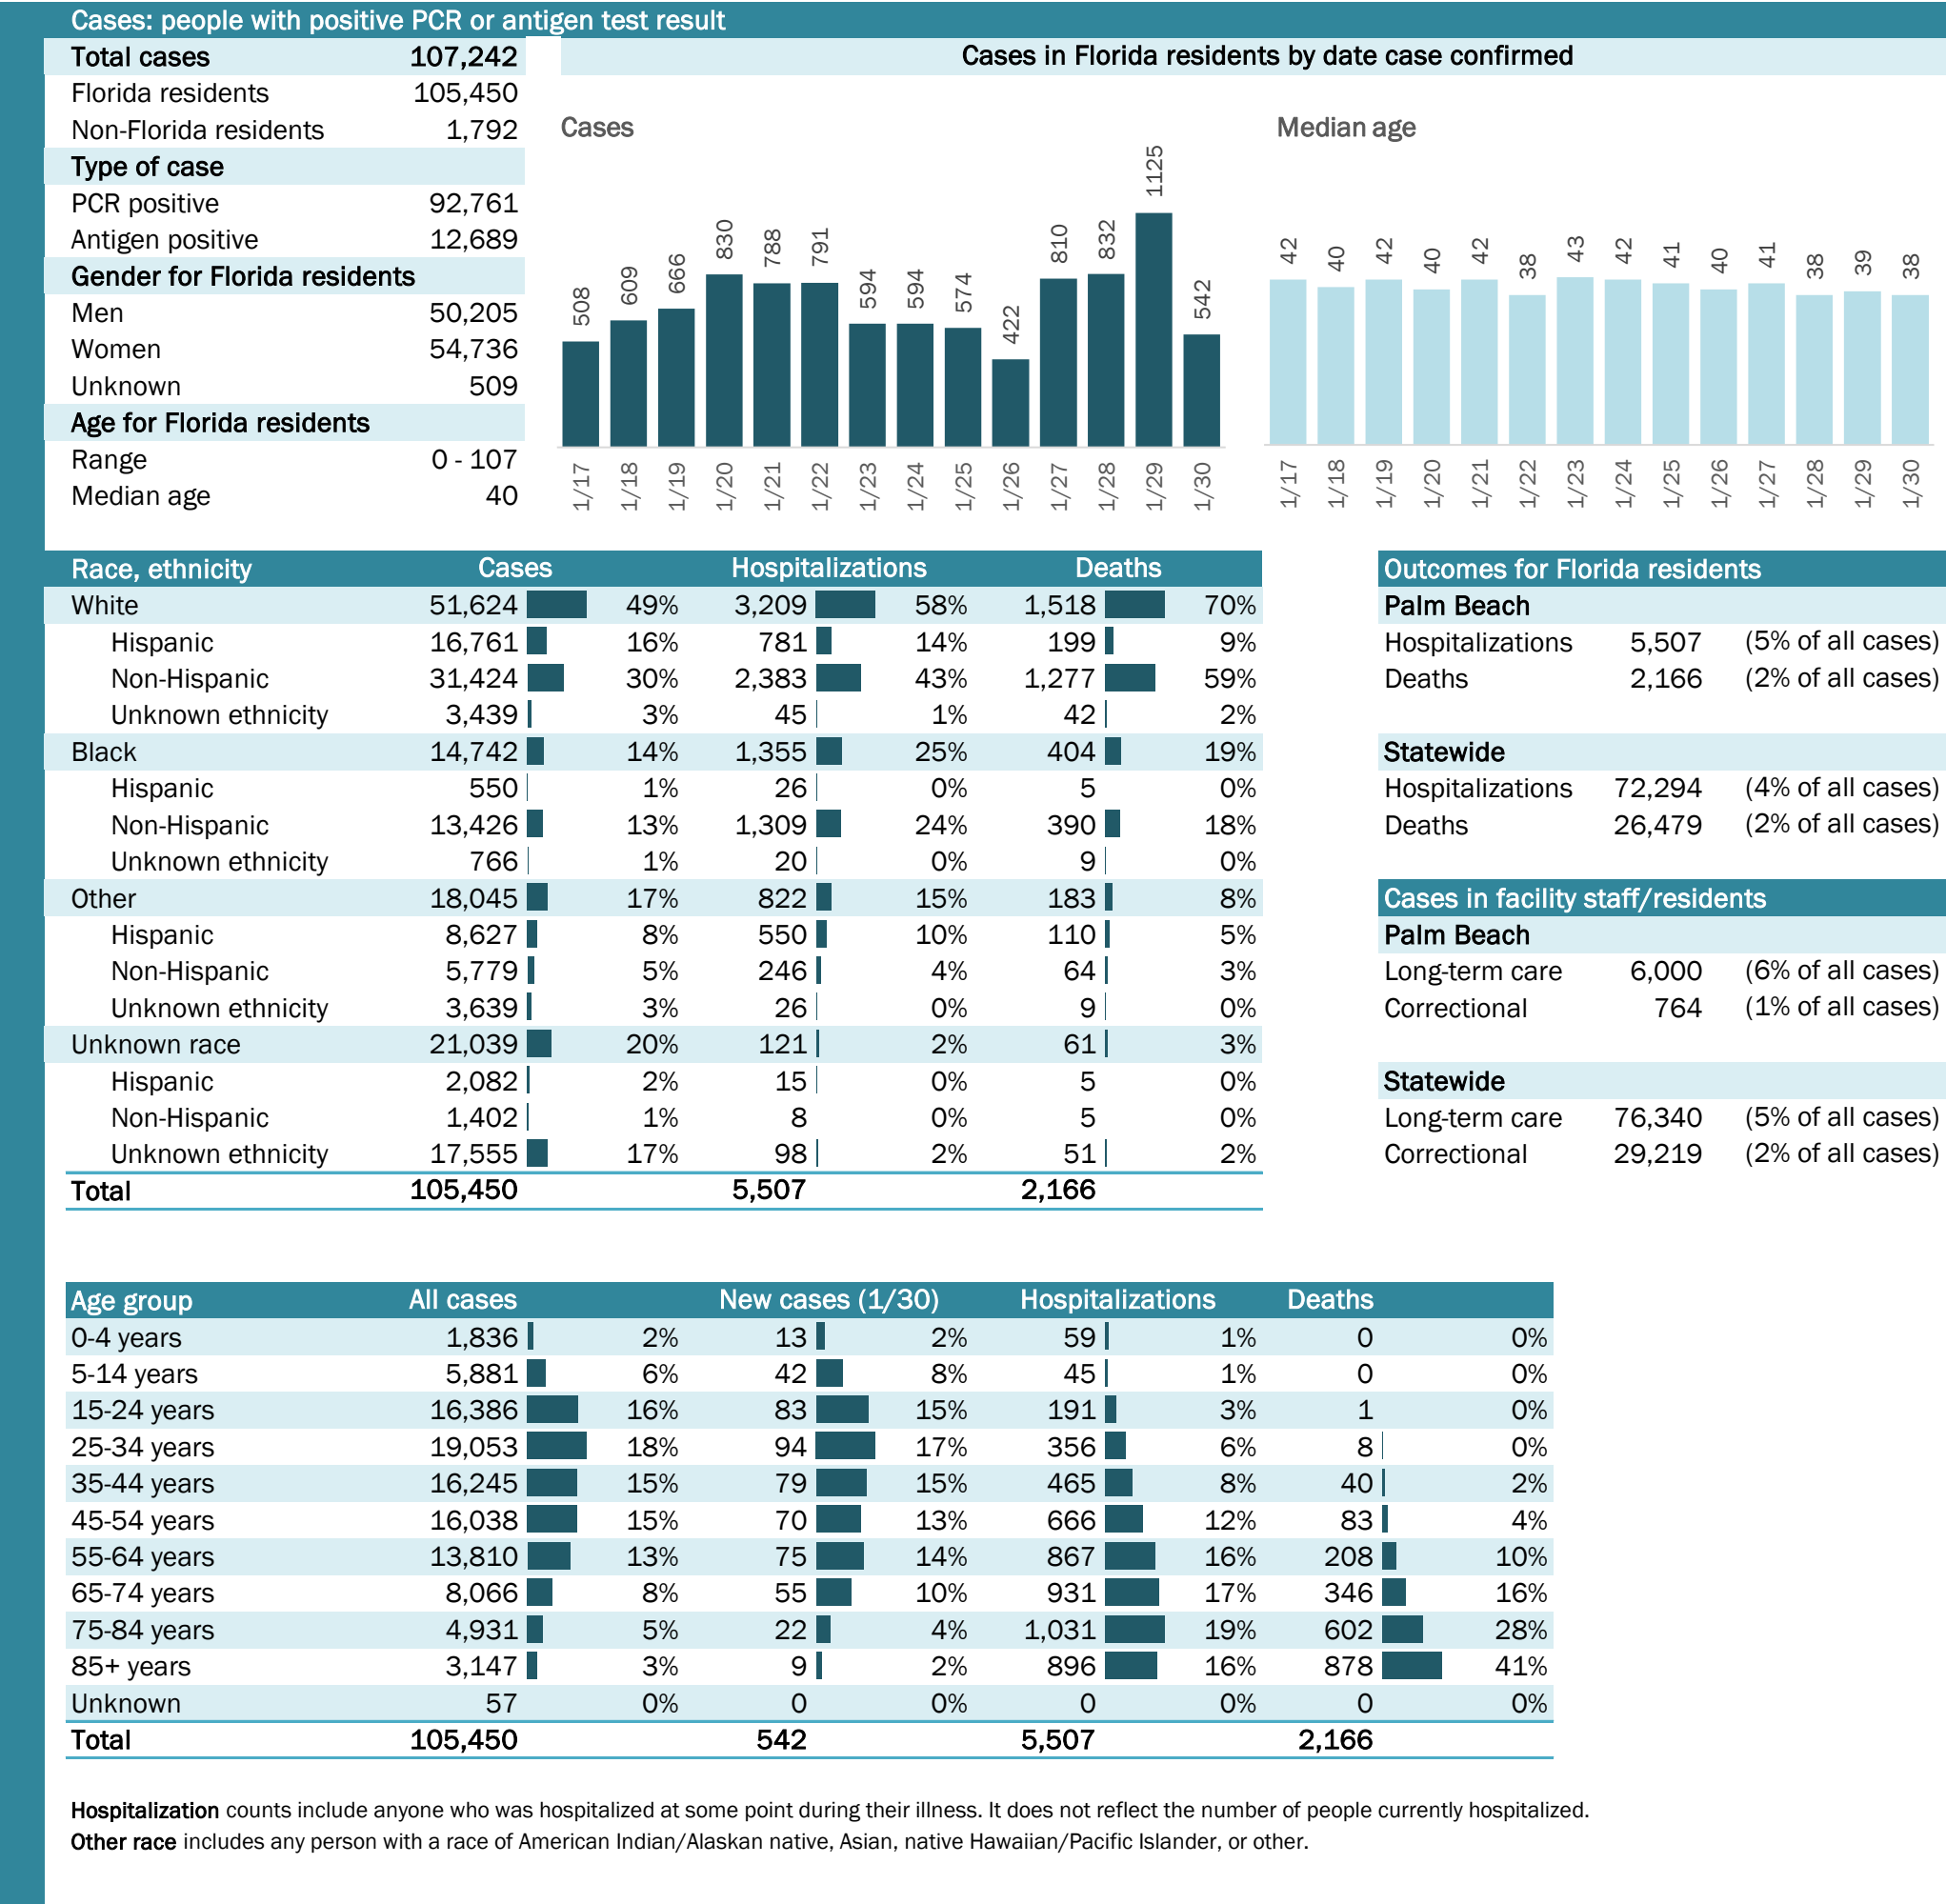 Cases: people with positive PCR or antigen test result
Total cases 107,242
Florida residents 105,450
Non-Florida residents 1,792
Type of case
PCR positive 92,761
Antigen positive 12,689
Gender for Florida residents
Men 50,205
Women 54,736
Unknown 509
Age for Florida residents
Range 0 - 107
Median age 40
Cases in Florida residents by date case confirmed
Cases
508 609 666 830 788 791 594 594 574 422 810 832 1125 542
1/17 1/18 1/19 1/20 1/21 1/22 1/23 1/24 1/25 1/26 1/27 1/28 1/29 1/30
Median age
42 40 42 40 42 38 43 42 41 40 41 38 39 38
1/17 1/18 1/19 1/20 1/21 1/22 1/23 1/24 1/25 1/26 1/27 1/28 1/29 1/30
Race, ethnicity Cases Hospitalizations Deaths
White 51,624 49% 3,209 58% 1,518 70%
Hispanic 16,761 16% 781 14% 199 9%
Non-Hispanic 31,424 30% 2,383 43% 1,277 59%
Unknown ethnicity 3,439 3% 45 1% 42 2%
Black 14,742 14% 1,355 25% 404 19%
Hispanic 550 1% 26 0% 5 0%
Non-Hispanic 13,426 13% 1,309 24% 390 18%
Unknown ethnicity 766 1% 20 0% 9 0%
Other 18,045 17% 822 15% 183 8%
Hispanic 8,627 8% 550 10% 110 5%
Non-Hispanic 5,779 5% 246 4% 64 3%
Unknown ethnicity 3,639 3% 26 0% 9 0%
Unknown race 21,039 20% 121 2% 61 3%
Hispanic 2,082 2% 15 0% 5 0%
Non-Hispanic 1,402 1% 8 0% 5 0%
Unknown ethnicity 17,555 17% 98 2% 51 2%
Total 105,450 5,507 2,166
Outcomes for Florida residents
Palm Beach
Hospitalizations 5,507 (5% of all cases)
Deaths 2,166 (2% of all cases)
Statewide
Hospitalizations 72,294 (4% of all cases)
Deaths 26,479 (2% of all cases)
Cases in facility staff/residents
Palm Beach
Long-term care 6,000 (6% of all cases)
Correctional 764 (1% of all cases)
Statewide
Long-term care 76,340 (5% of all cases)
Correctional 29,219 (2% of all cases)
Age group All cases New cases (1/30) Hospitalizations Deaths
0-4 years 1,836 2% 13 2% 59 1% 0 0%
5-14 years 5,881 6% 42 8% 45 1% 0 0%
15-24 years 16,386 16% 83 15% 191 3% 1 0%
25-34 years 19,053 18% 94 17% 356 6% 8 0%
35-44 years 16,245 15% 79 15% 465 8% 40 2%
45-54 years 16,038 15% 70 13% 666 12% 83 4%
55-64 years 13,810 13% 75 14% 867 16% 208 10%
65-74 years 8,066 8% 55 10% 931 17% 346 16%
75-84 years 4,931 5% 22 4% 1,031 19% 602 28%
85+ years 3,147 3% 9 2% 896 16% 878 41%
Unknown 57 0% 0 0% 0 0% 0 0%
Total 105,450 542 5,507 2,166
Hospitalization counts include anyone who was hospitalized at some point during their illness. It does not reflect the number of people currently hospitalized.
Other race includes any person with a race of American Indian/Alaskan native, Asian, native Hawaiian/Pacific Islander, or other.